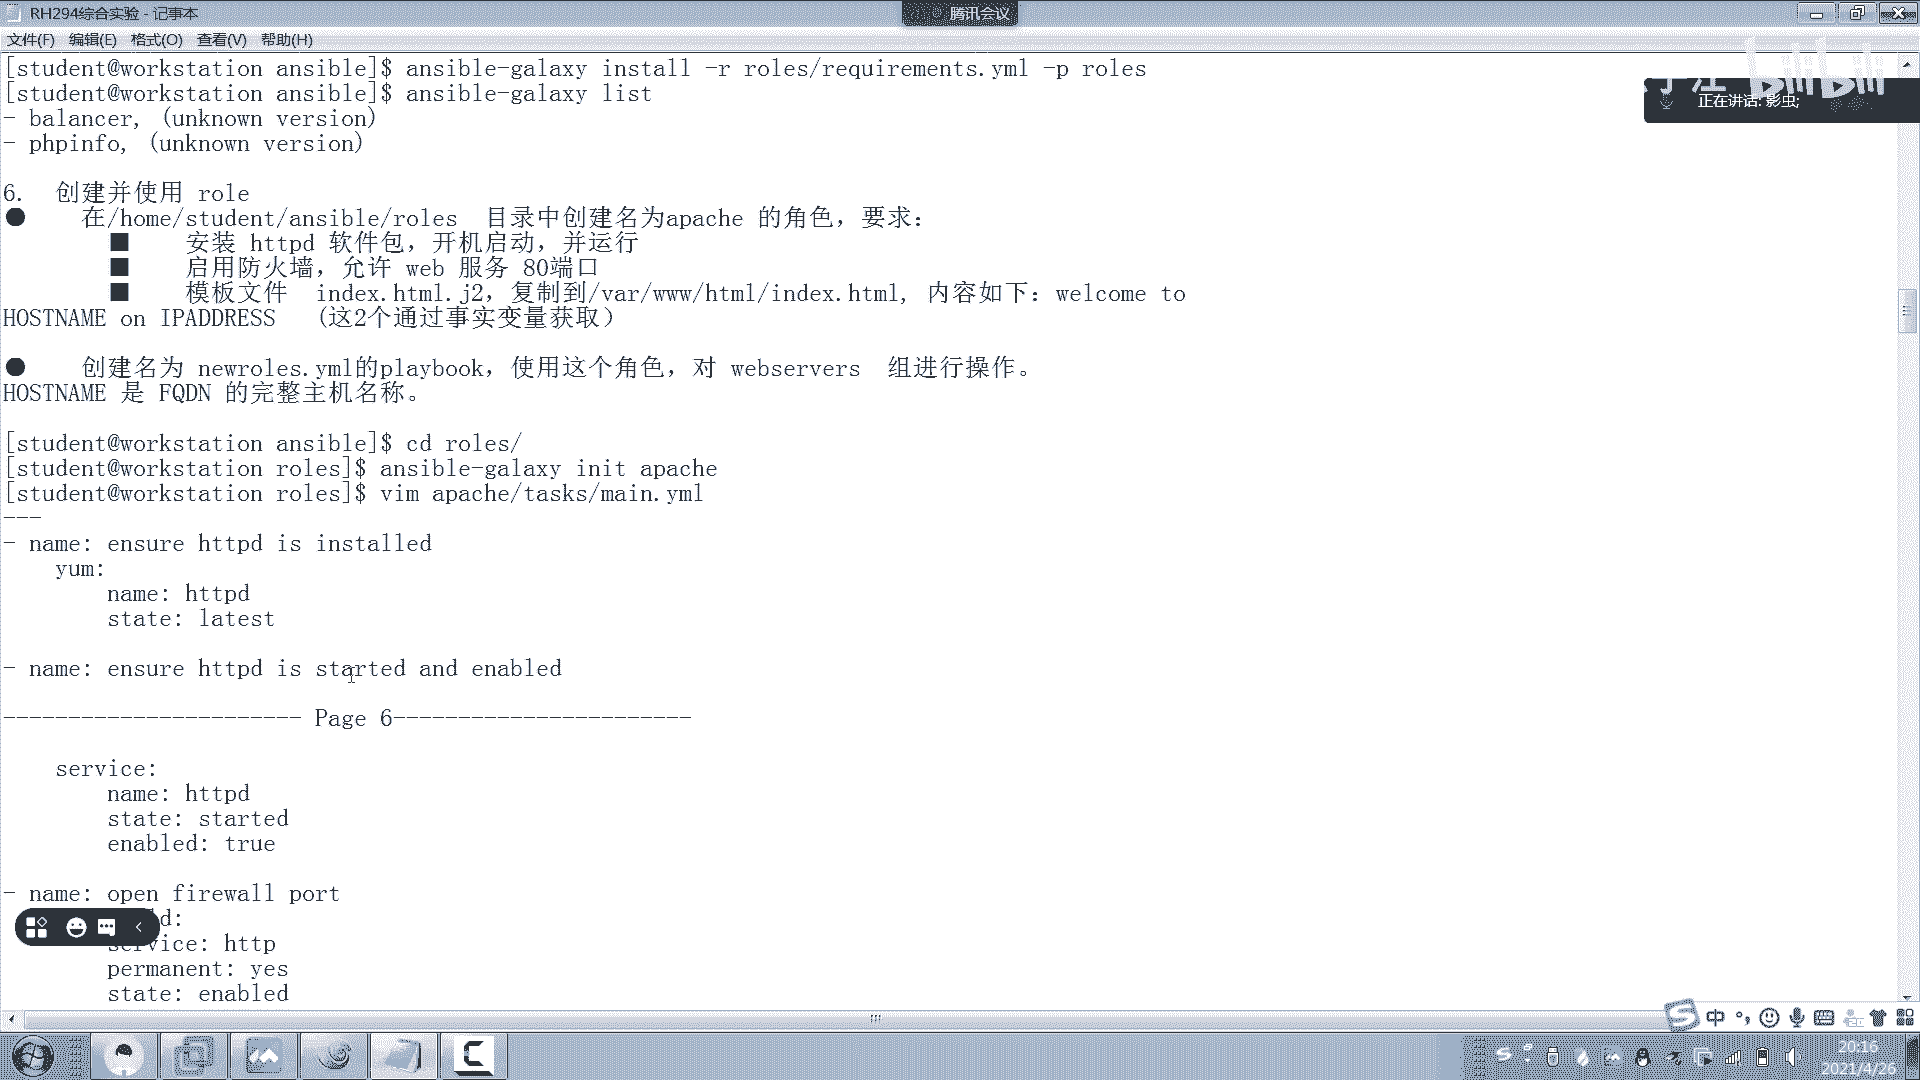 RH294综合实验 - 记事本
腾讯会议
文件(F) 编辑(E) 格式(O) 查看(V) 帮助(H)
[student@workstation ansible]$ ansible-galaxy install -r roles/requirements.yml -p roles
[student@workstation ansible]$ ansible-galaxy list
- balancer, (unknown version)
- phpinfo, (unknown version)
bilibili
正在讲话: 影虫;
6. 创建并使用 role
● 在/home/student/ansible/roles 目录中创建名为apache 的角色，要求：
■ 安装 httpd 软件包，开机启动，并运行
■ 启用防火墙，允许 web 服务 80端口
■ 模板文件 index.html.j2，复制到/var/www/html/index.html, 内容如下：welcome to
HOSTNAME on IPADDRESS （这2个通过事实变量获取）
● 创建名为 newroles.yml的playbook，使用这个角色，对 webservers 组进行操作。
HOSTNAME 是 FQDN 的完整主机名称。
[student@workstation ansible]$ cd roles/
[student@workstation roles]$ ansible-galaxy init apache
[student@workstation roles]$ vim apache/tasks/main.yml
---
- name: ensure httpd is installed
yum:
name: httpd
state: latest
- name: ensure httpd is started and enabled
----------------------- Page 6-----------------------
service:
name: httpd
state: started
enabled: true
- name: open firewall port
d:
service: http
permanent: yes
state: enabled
中
20:16
2021/4/26